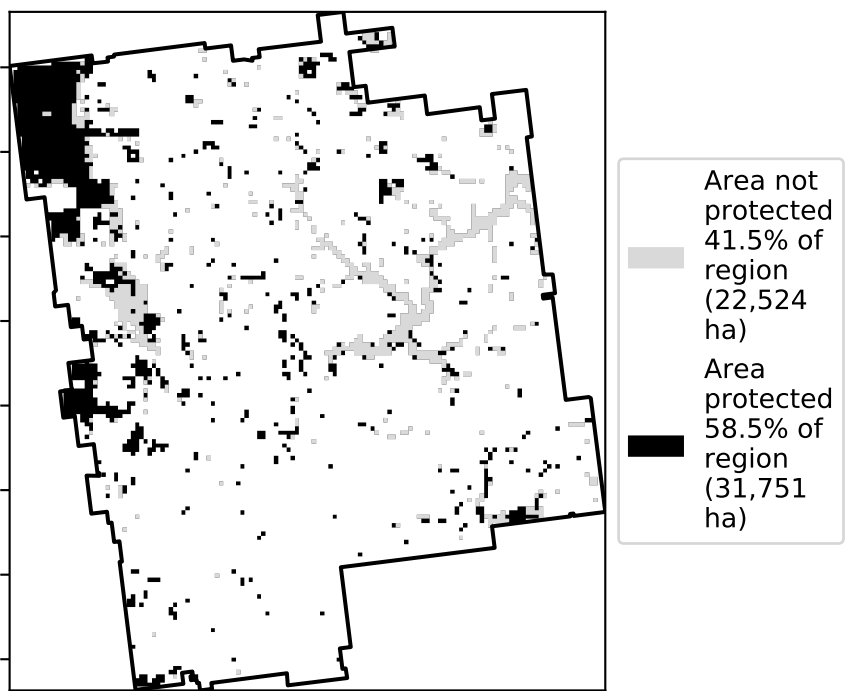 Area not
protected
41.5% of
region
(22,524
ha)
Area
protected
58.5% of
region
(31,751
ha)